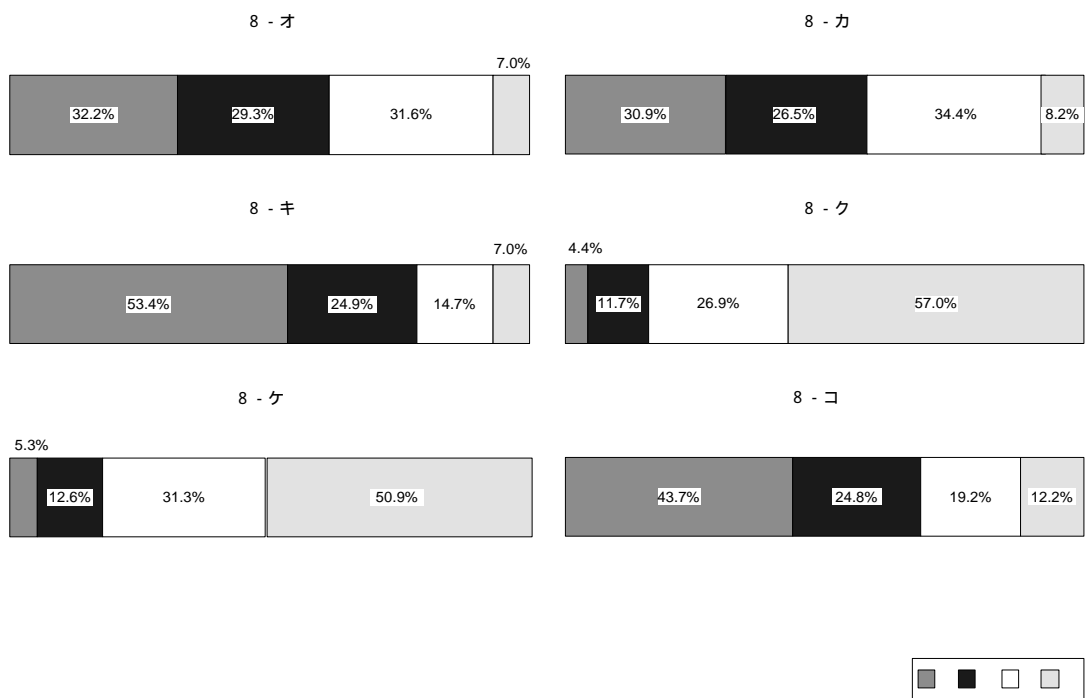 8 - オ
7.0%
32.2% 29.3% 31.6%
8 - カ
30.9% 26.5% 34.4% 8.2%
8 - キ
7.0%
53.4% 24.9% 14.7%
8 - ク
4.4%
11.7% 26.9% 57.0%
8 - ケ
5.3%
12.6% 31.3% 50.9%
8 - コ
43.7% 24.8% 19.2% 12.2%